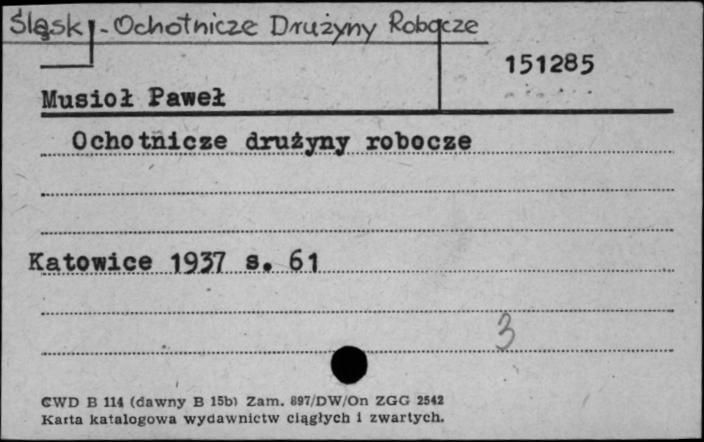 Śląsk - Ochotnicze Drużyny Robocze
151285
Musioł Paweł
Ochotnicze drużyny robocze
Katowice 1937 s. 61
3
CWD B 114 (dawny B 15b) Zam. 897/DW/On ZGG 2542
Karta katalogowa wydawnictw ciągłych i zwartych.